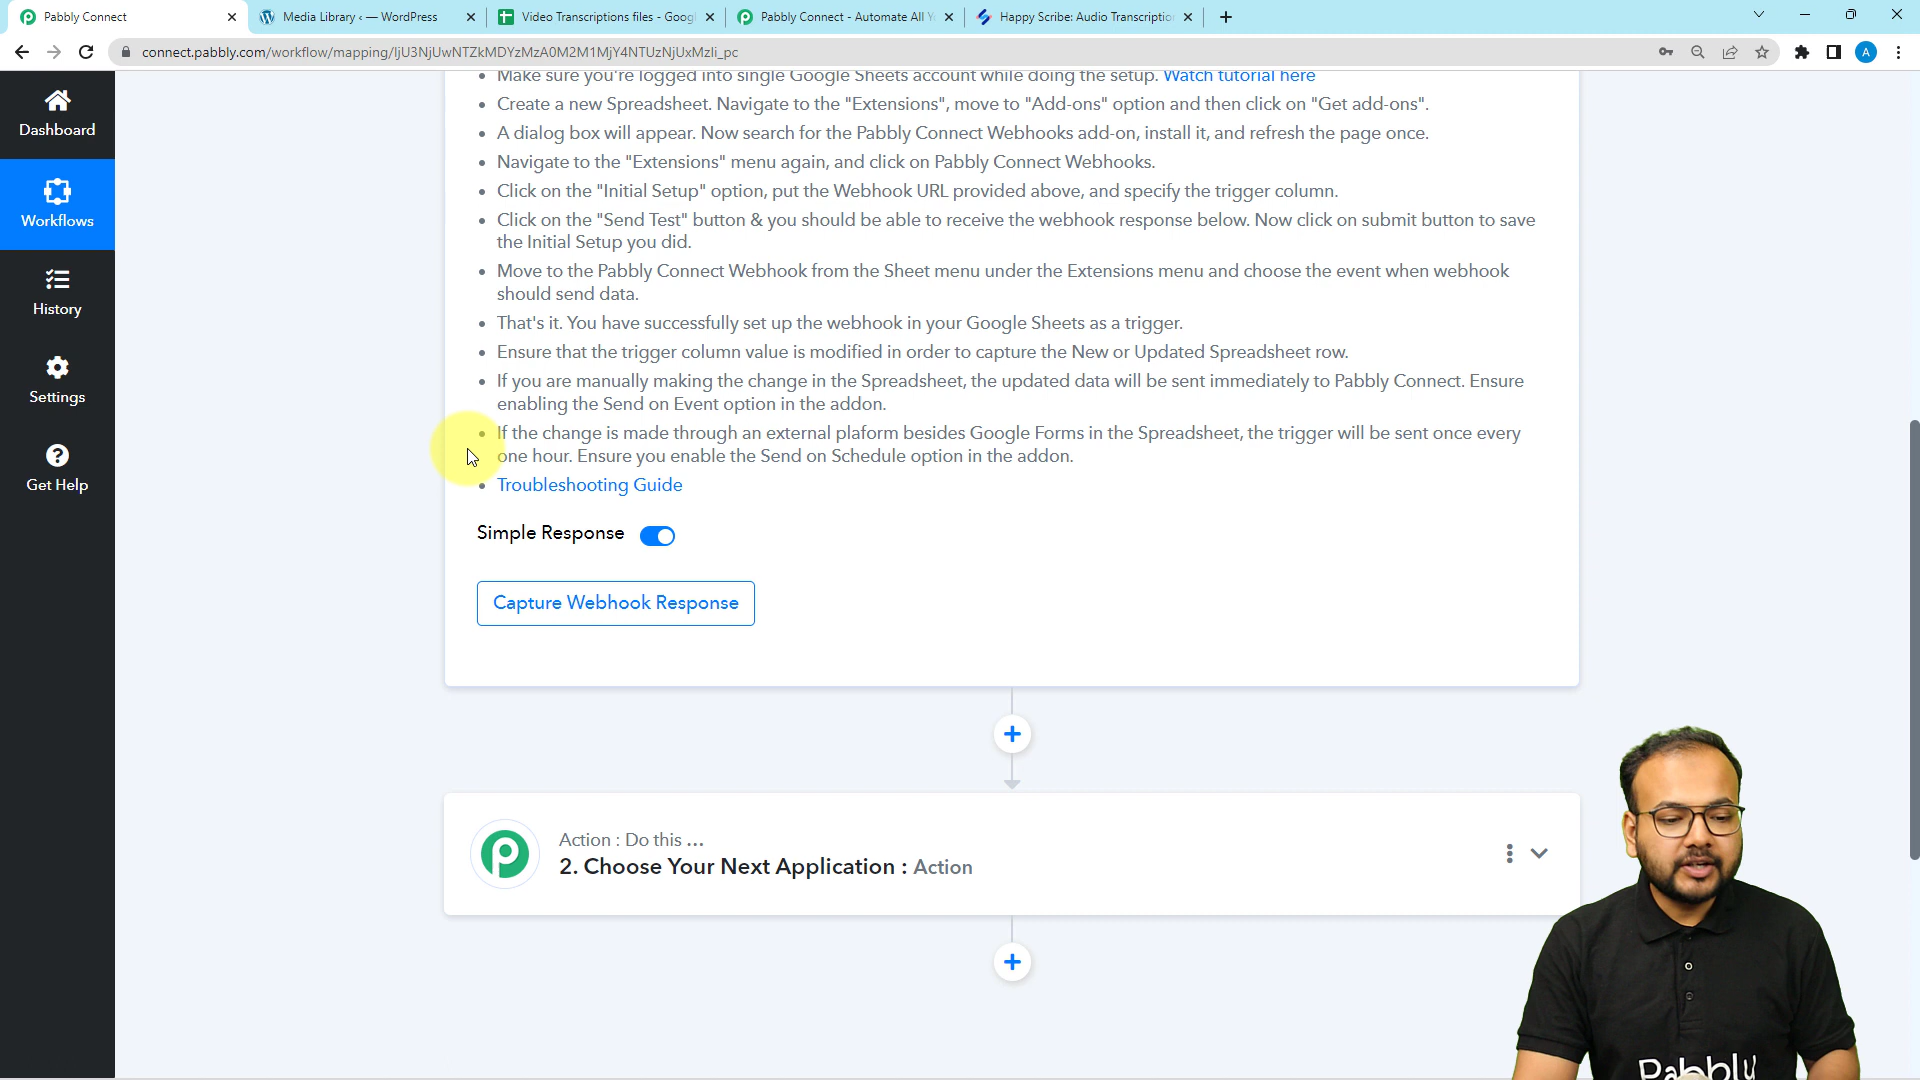 Pabbly Connect
Media Library ‹ — WordPress
Video Transcriptions files - Goog
Pabbly Connect - Automate All Y
Happy Scribe: Audio Transcriptio
connect.pabbly.com/workflow/mapping/IjU3NjUwNTZkMDYzMzA0M2M1MjY4NTUzNjUxMzIi_pc
A
Make sure you're logged into single Google Sheets account while doing the setup. Watch tutorial here
Create a new Spreadsheet. Navigate to the "Extensions", move to "Add-ons" option and then click on "Get add-ons".
A dialog box will appear. Now search for the Pabbly Connect Webhooks add-on, install it, and refresh the page once.
Navigate to the "Extensions" menu again, and click on Pabbly Connect Webhooks.
Click on the "Initial Setup" option, put the Webhook URL provided above, and specify the trigger column.
Click on the "Send Test" button & you should be able to receive the webhook response below. Now click on submit button to save
the Initial Setup you did.
Move to the Pabbly Connect Webhook from the Sheet menu under the Extensions menu and choose the event when webhook
should send data.
That's it. You have successfully set up the webhook in your Google Sheets as a trigger.
Ensure that the trigger column value is modified in order to capture the New or Updated Spreadsheet row.
If you are manually making the change in the Spreadsheet, the updated data will be sent immediately to Pabbly Connect. Ensure
enabling the Send on Event option in the addon.
If the change is made through an external plaform besides Google Forms in the Spreadsheet, the trigger will be sent once every
one hour. Ensure you enable the Send on Schedule option in the addon.
Troubleshooting Guide
Simple Response
Capture Webhook Response
Action : Do this ...
2. Choose Your Next Application : Action
Dashboard
Workflows
History
Settings
Get Help
Pabbly